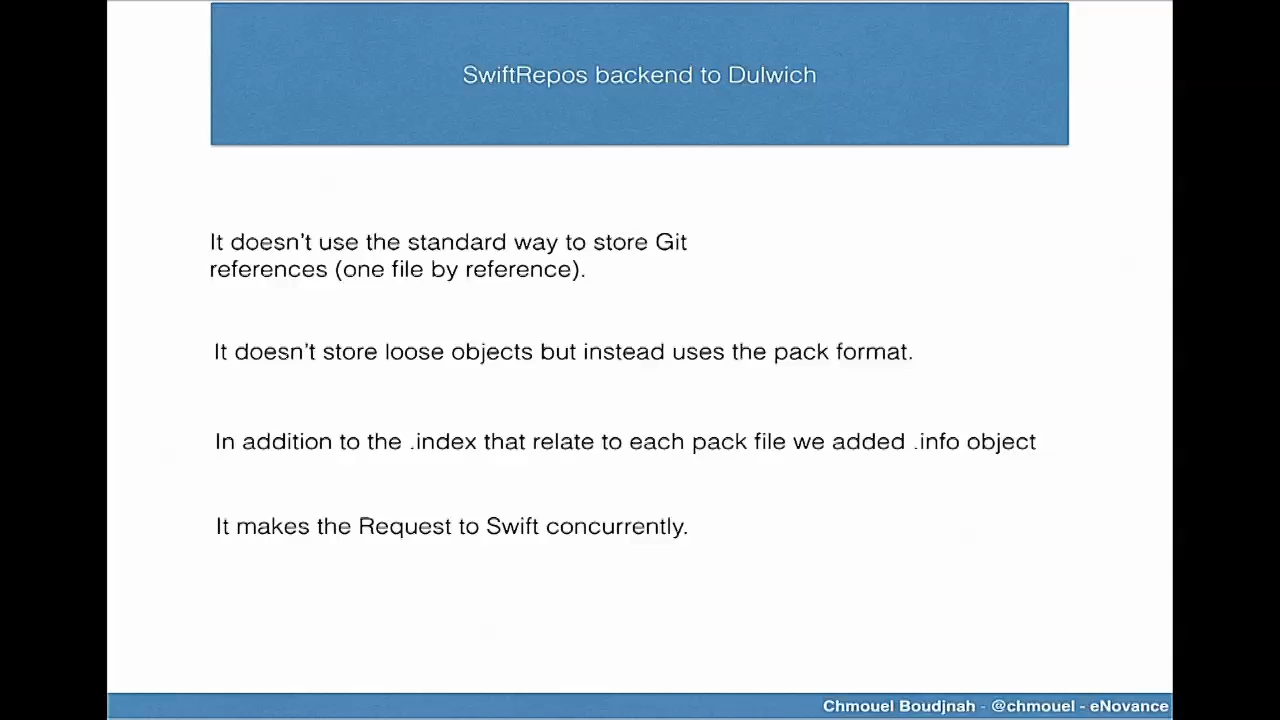 SwiftRepos backend to Dulwich
It doesn't use the standard way to store Git
references (one file by reference).
It doesn't store loose objects but instead uses the pack format.
In addition to the .index that relate to each pack file we added .info object
It makes the Request to Swift concurrently.
Chmouel Boudjnah - @chmouel - eNovance